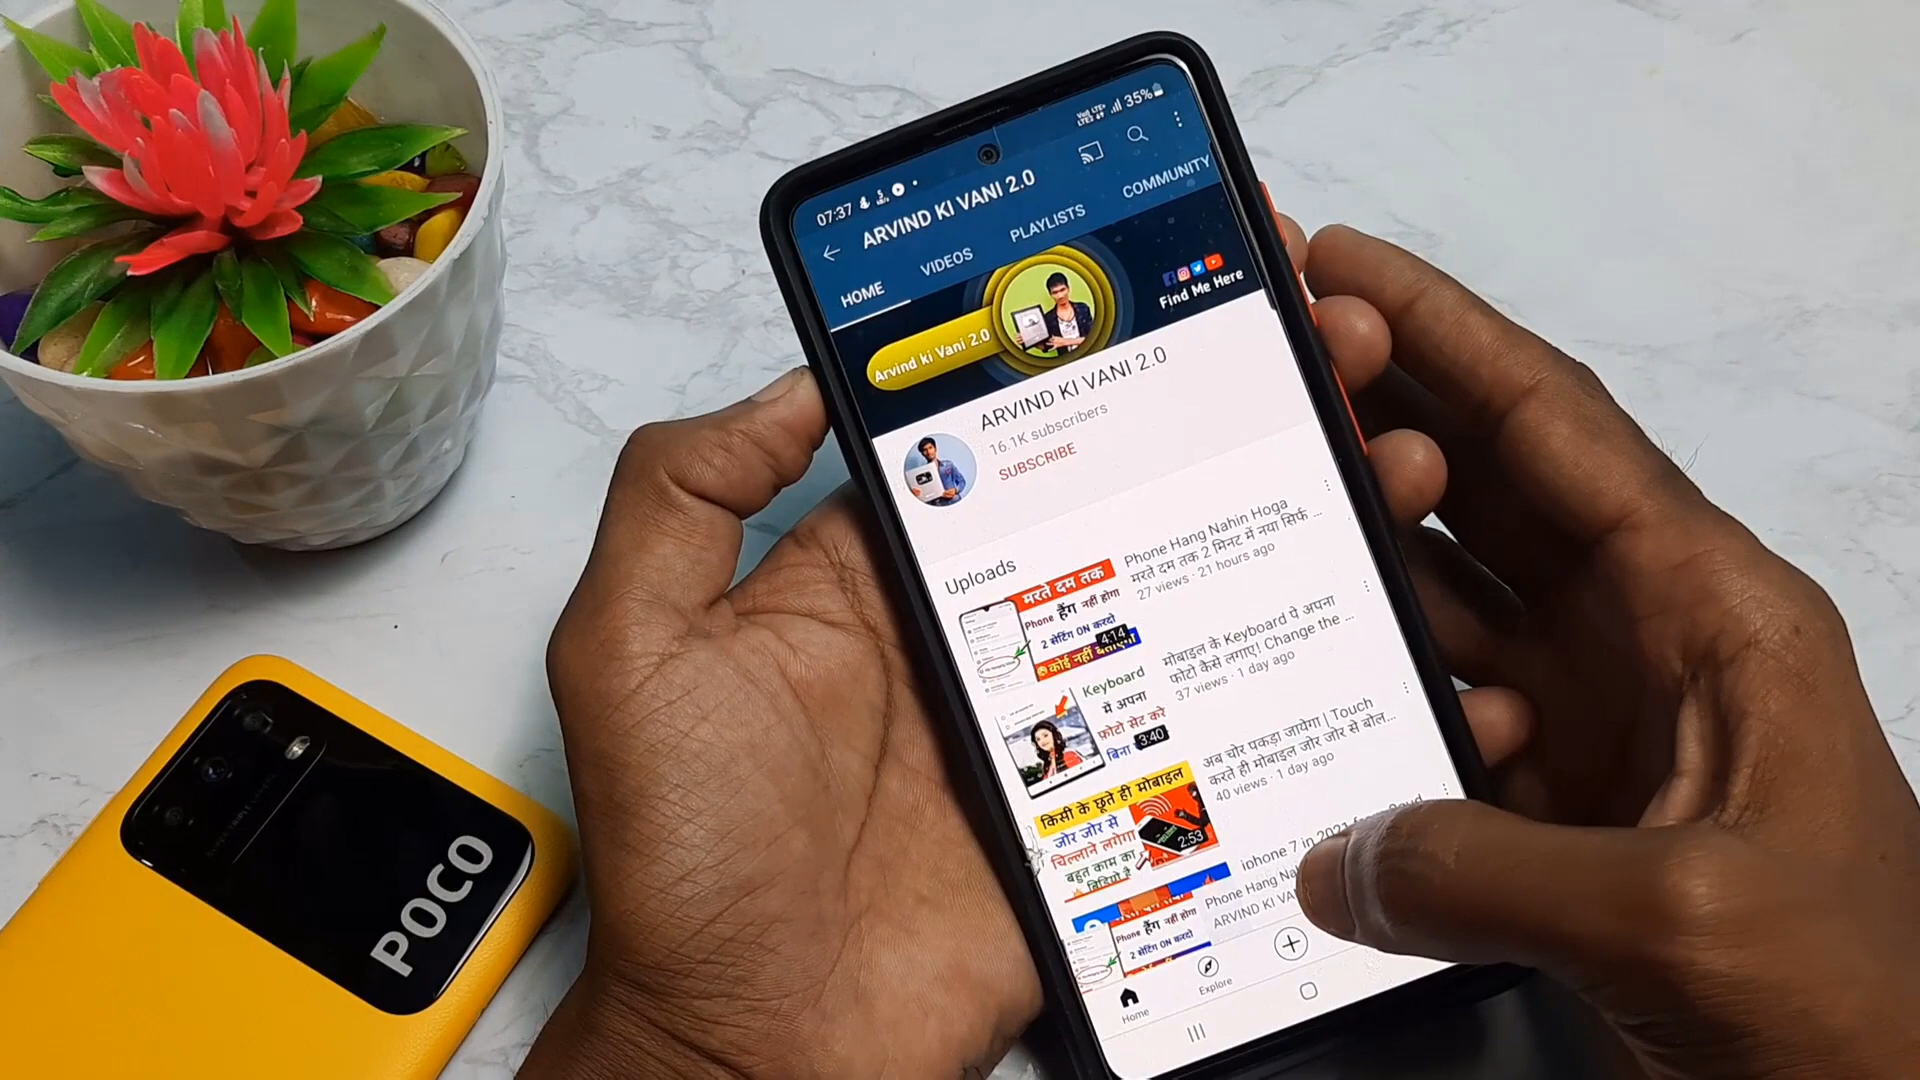 07:37
35%
ARVIND KI VANI 2.0
HOME
VIDEOS
PLAYLISTS
COMMUNITY
Arvind ki Vani 2.0
Find Me Here
ARVIND KI VANI 2.0
16.1K subscribers
SUBSCRIBE
Uploads
मरते दम तक
Phone हैंग नहीं होगा
2 सेटिंग ON करदो
कोई नहीं बताएगा
4:14
Phone Hang Nahin Hoga
मरते दम तक 2 मिनट में नया सिर्फ ...
27 views · 21 hours ago
Keyboard
में अपना
फोटो सेट करे
बिना
3:40
मोबाइल के Keyboard पे अपना
फोटो कैसे लगाए! Change the ...
37 views · 1 day ago
किसी के छूते ही मोबाइल
जोर जोर से
चिल्लाने लगेगा
बहुत काम का
विडियो है
2:53
अब चोर पकड़ा जायेगा | Touch
करते ही मोबाइल जोर जोर से बोल...
40 views · 1 day ago
iphone 7 in 2021
Phone हैंग नहीं होगा
2 सेटिंग ON करदो
Phone Hang
ARVIND KI
Home
Explore
POCO